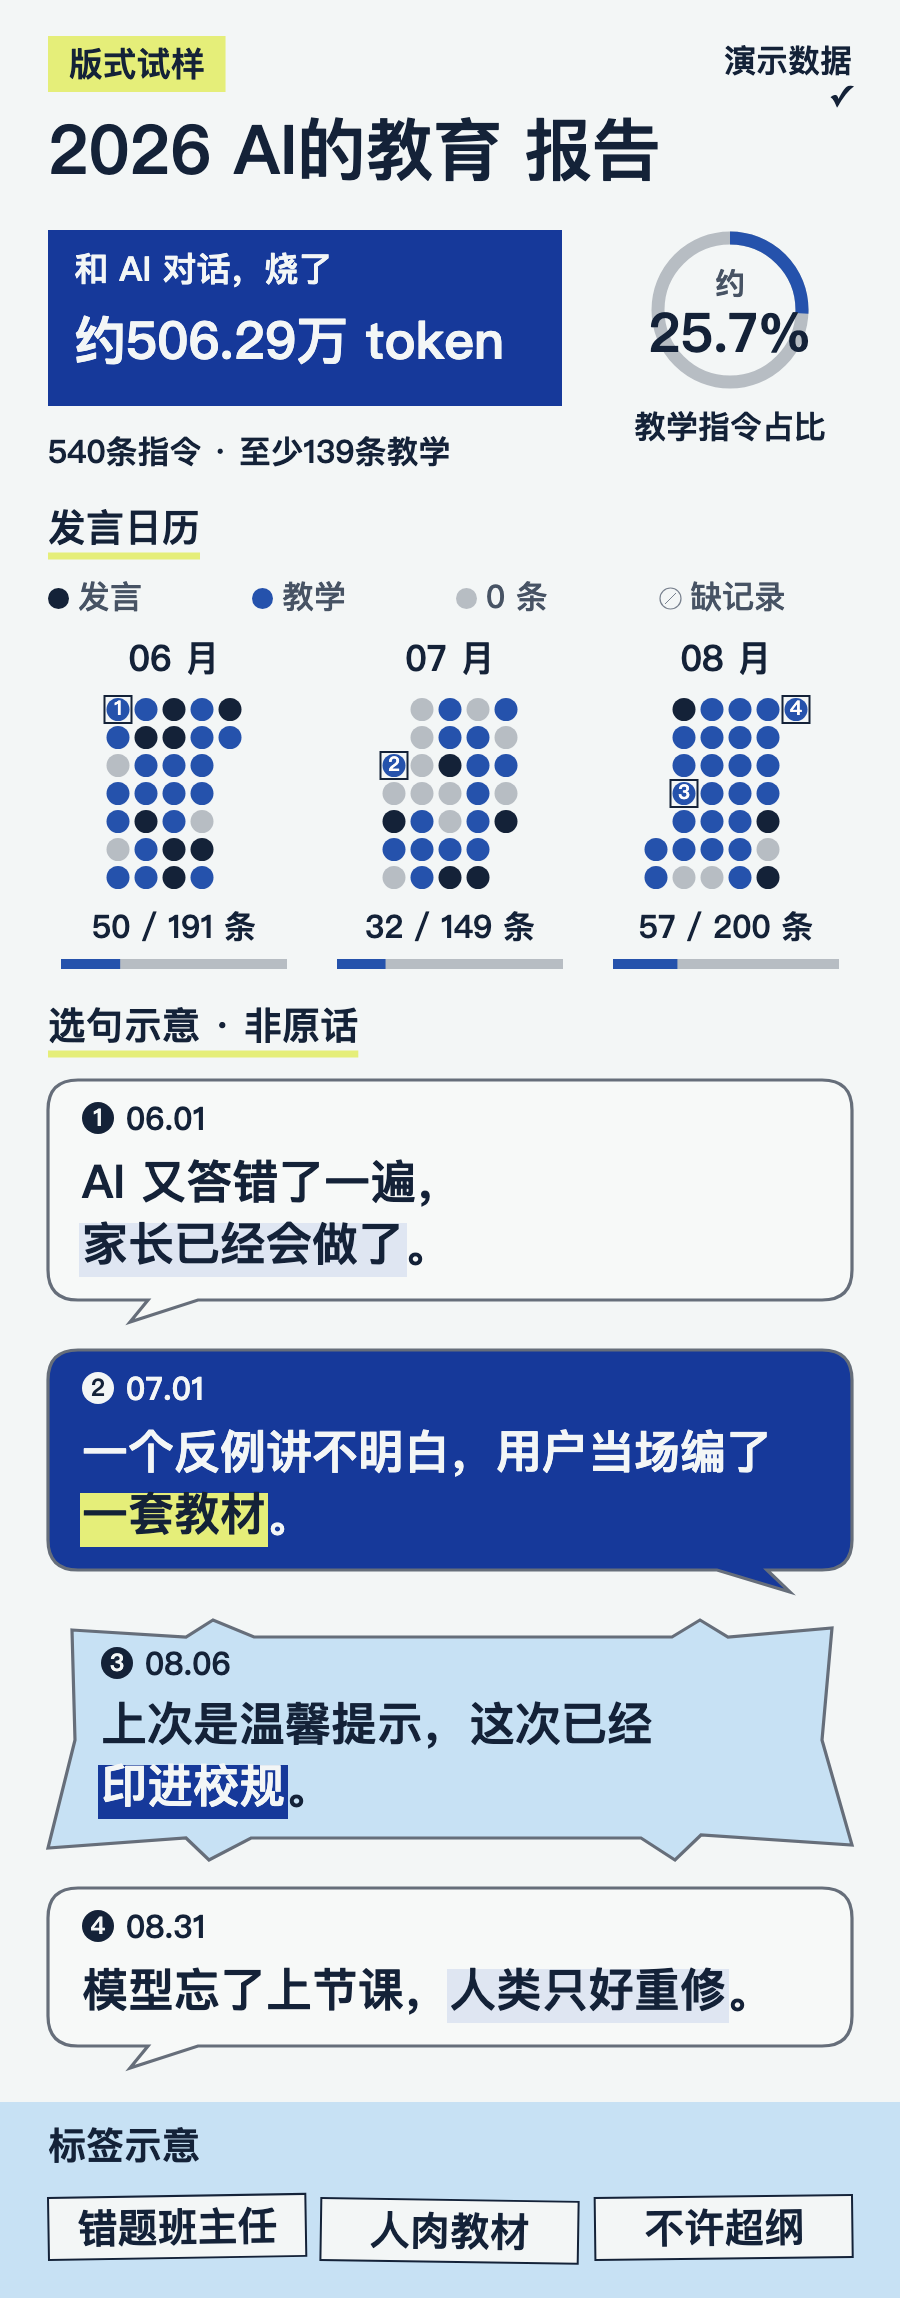 版式试样
演示数据
✓
2026 AI的教育 报告
和 AI 对话，烧了
约506.29万 token
约
25.7%
教学指令占比
540条指令 · 至少139条教学
发言日历
发言
教学
0 条
缺记录
06 月
07 月
08 月
1
4
2
3
50 / 191 条
32 / 149 条
57 / 200 条
选句示意 · 非原话
1 06.01
AI 又答错了一遍，
家长已经会做了。
2 07.01
一个反例讲不明白，用户当场编了
一套教材。
3 08.06
上次是温馨提示，这次已经
印进校规。
4 08.31
模型忘了上节课，人类只好重修。
标签示意
错题班主任
人肉教材
不许超纲